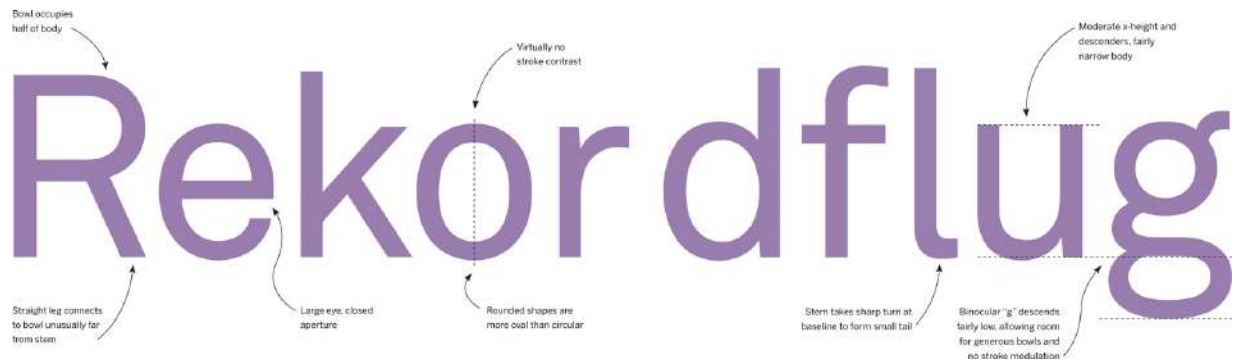 Bowl occupies
half of body
Virtually no
stroke contrast
Moderate x-height and
descenders, fairly
narrow body
Rekordflug
Straight leg connects
to bowl unusually far
from stem
Large eye, closed
aperture
Rounded shapes are
more oval than circular
Stem takes sharp turn at
baseline to form small tail
Binocular "g" descends
fairly low, allowing room
for generous bowls and
no stroke modulation